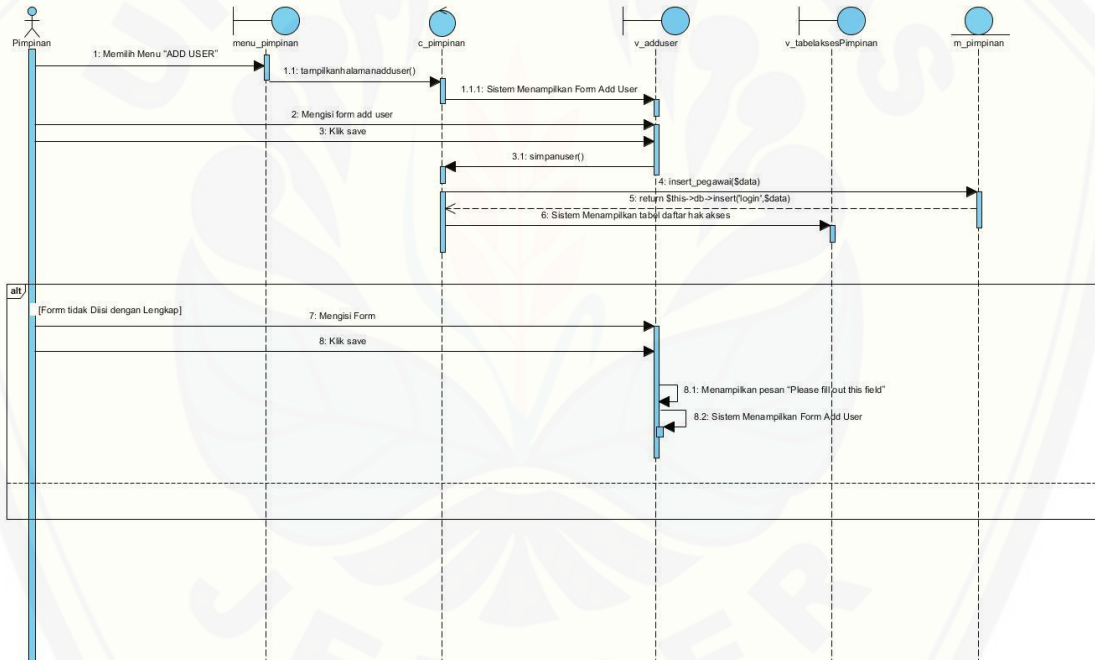 Pimpinan
menu_pimpinan
c_pimpinan
v_adduser
v_tabelaksesPimpinan
m_pimpinan
1: Memilih Menu "ADD USER"
1.1: tampilkanhalamanadduser()
1.1.1: Sistem Menampilkan Form Add User
2: Mengisi form add user
3: Klik save
3.1: simpanuser()
4: insert_pegawai($data)
5: return $this->db->insert('login',$data)
6: Sistem Menampilkan tabel daftar hak akses
alt
[Form tidak Diisi dengan Lengkap]
7: Mengisi Form
8: Klik save
8.1: Menampilkan pesan "Please fill out this field"
8.2: Sistem Menampilkan Form Add User